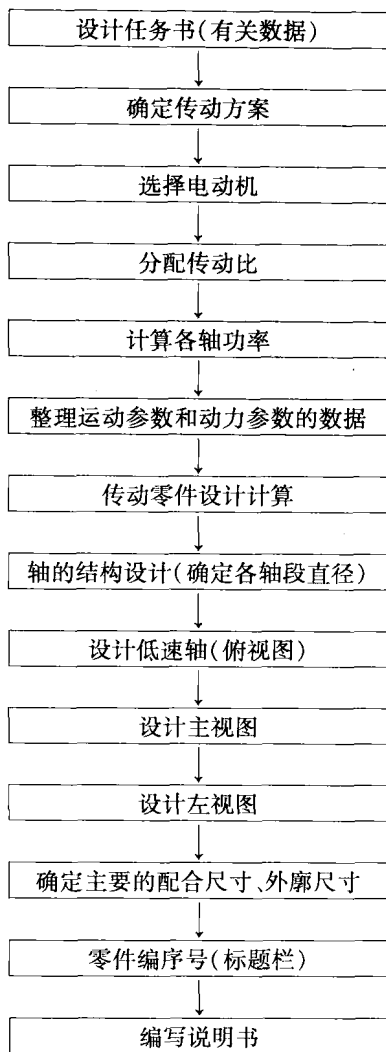 设计任务书(有关数据)
确定传动方案
选择电动机
分配传动比
计算各轴功率
整理运动参数和动力参数的数据
传动零件设计计算
轴的结构设计(确定各轴段直径)
设计低速轴(俯视图)
设计主视图
设计左视图
确定主要的配合尺寸、外廓尺寸
零件编序号(标题栏)
编写说明书